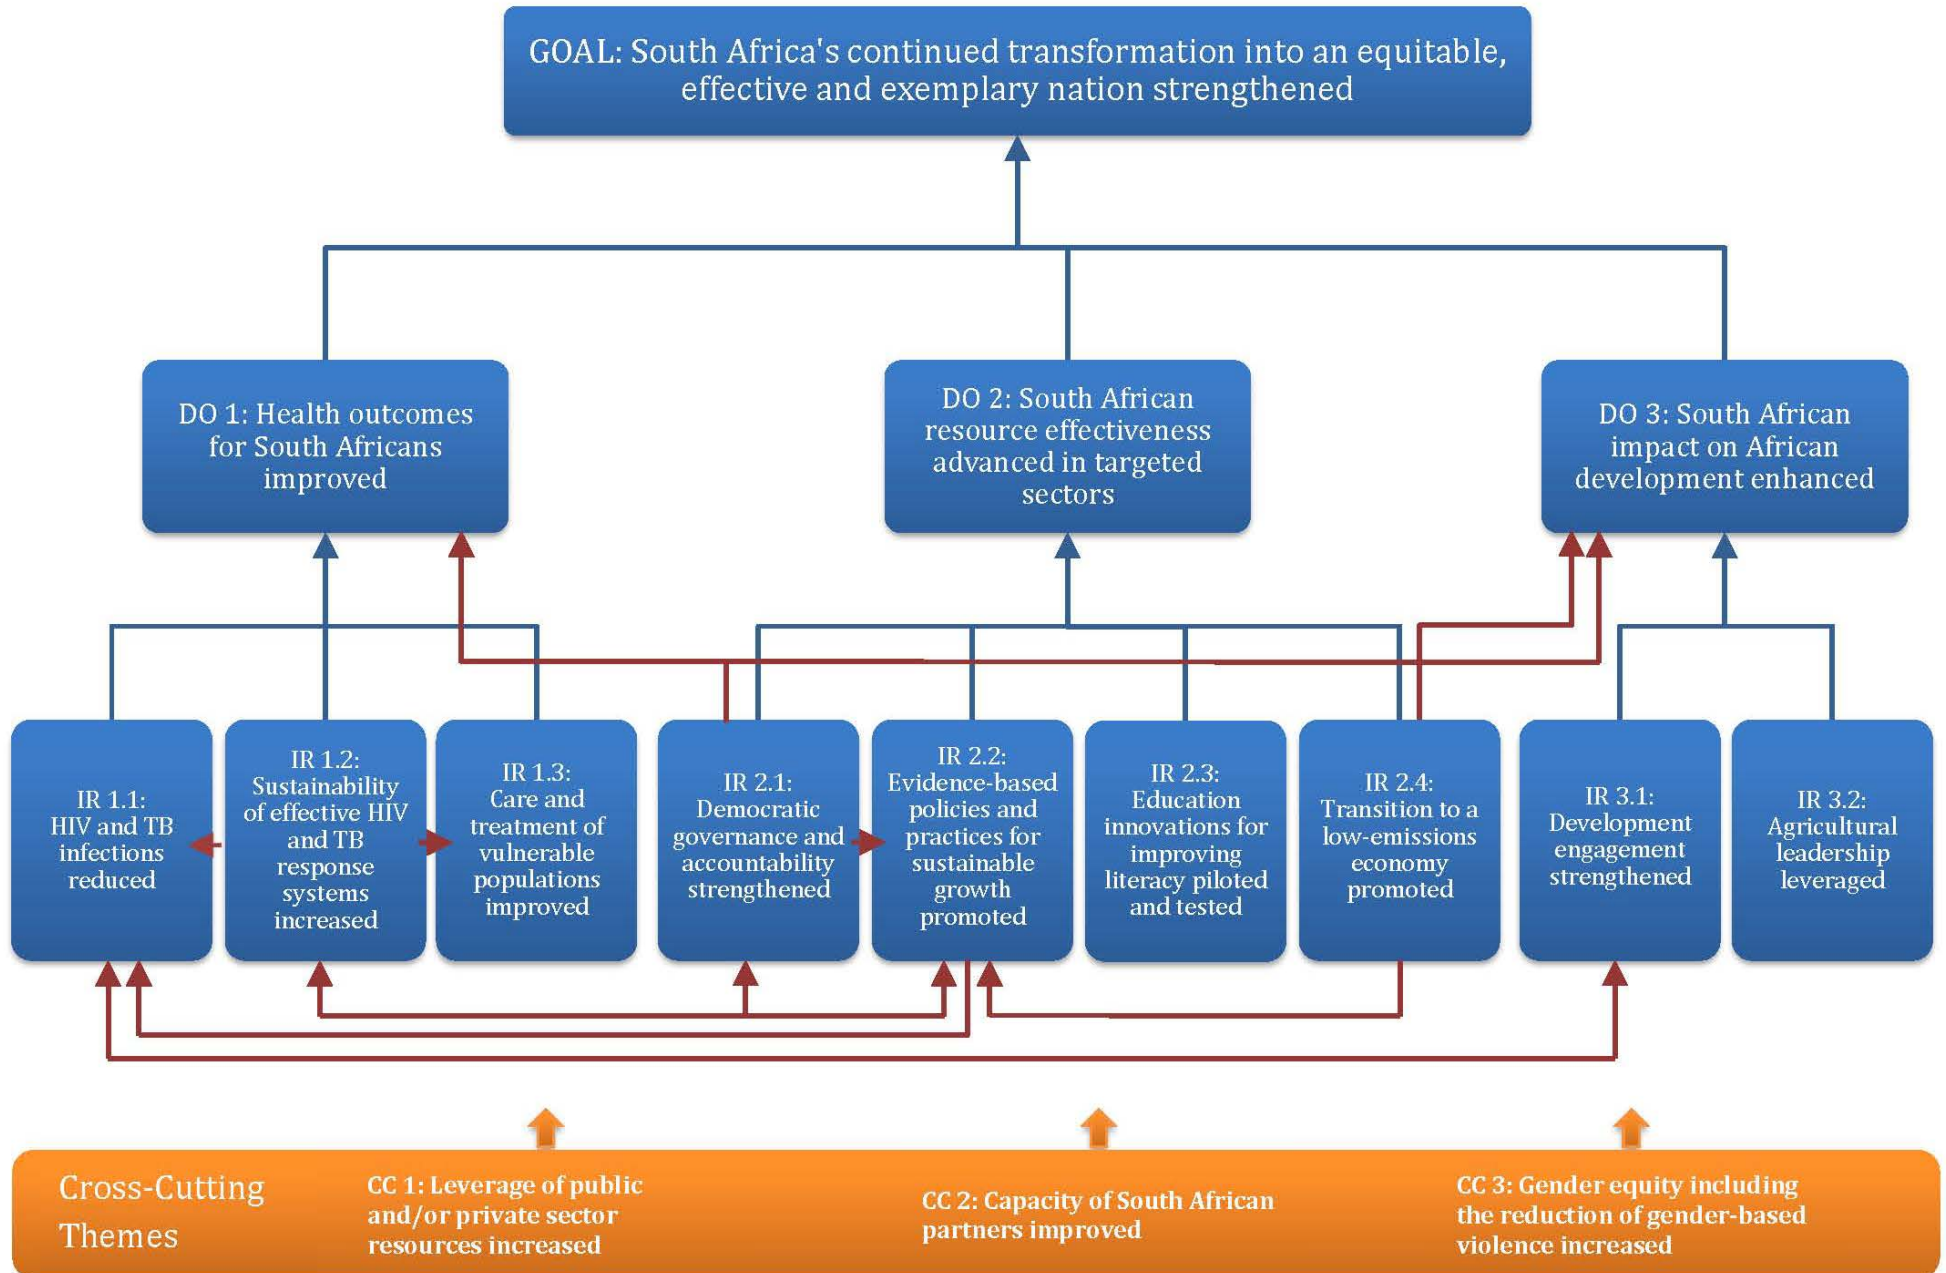 GOAL: South Africa's continued transformation into an equitable,
effective and exemplary nation strengthened
DO 1: Health outcomes
for South Africans
improved
DO 2: South African
resource effectiveness
advanced in targeted
sectors
DO 3: South African
impact on African
development enhanced
IR 1.1:
HIV and TB
infections
reduced
IR 1.2:
Sustainability
of effective HIV
and TB
response
systems
increased
IR 1.3:
Care and
treatment of
vulnerable
populations
improved
IR 2.1:
Democratic
governance and
accountability
strengthened
IR 2.2:
Evidence-based
policies and
practices for
sustainable
growth
promoted
IR 2.3:
Education
innovations for
improving
literacy piloted
and tested
IR 2.4:
Transition to a
low-emissions
economy
promoted
IR 3.1:
Development
engagement
strengthened
IR 3.2:
Agricultural
leadership
leveraged
Cross-Cutting
Themes
CC 1: Leverage of public
and/or private sector
resources increased
CC 2: Capacity of South African
partners improved
CC 3: Gender equity including
the reduction of gender-based
violence increased